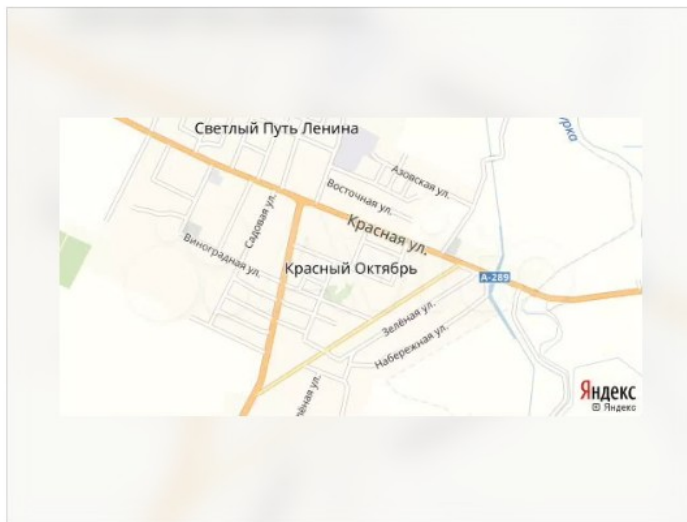 Светлый Путь Ленина
Азовская ул.
Восточная ул.
Садовая ул.
Красная ул.
Виноградная ул.
Красный Октябрь
А-289
Зелёная ул.
Набережная ул.
Яндекс
Яндекс